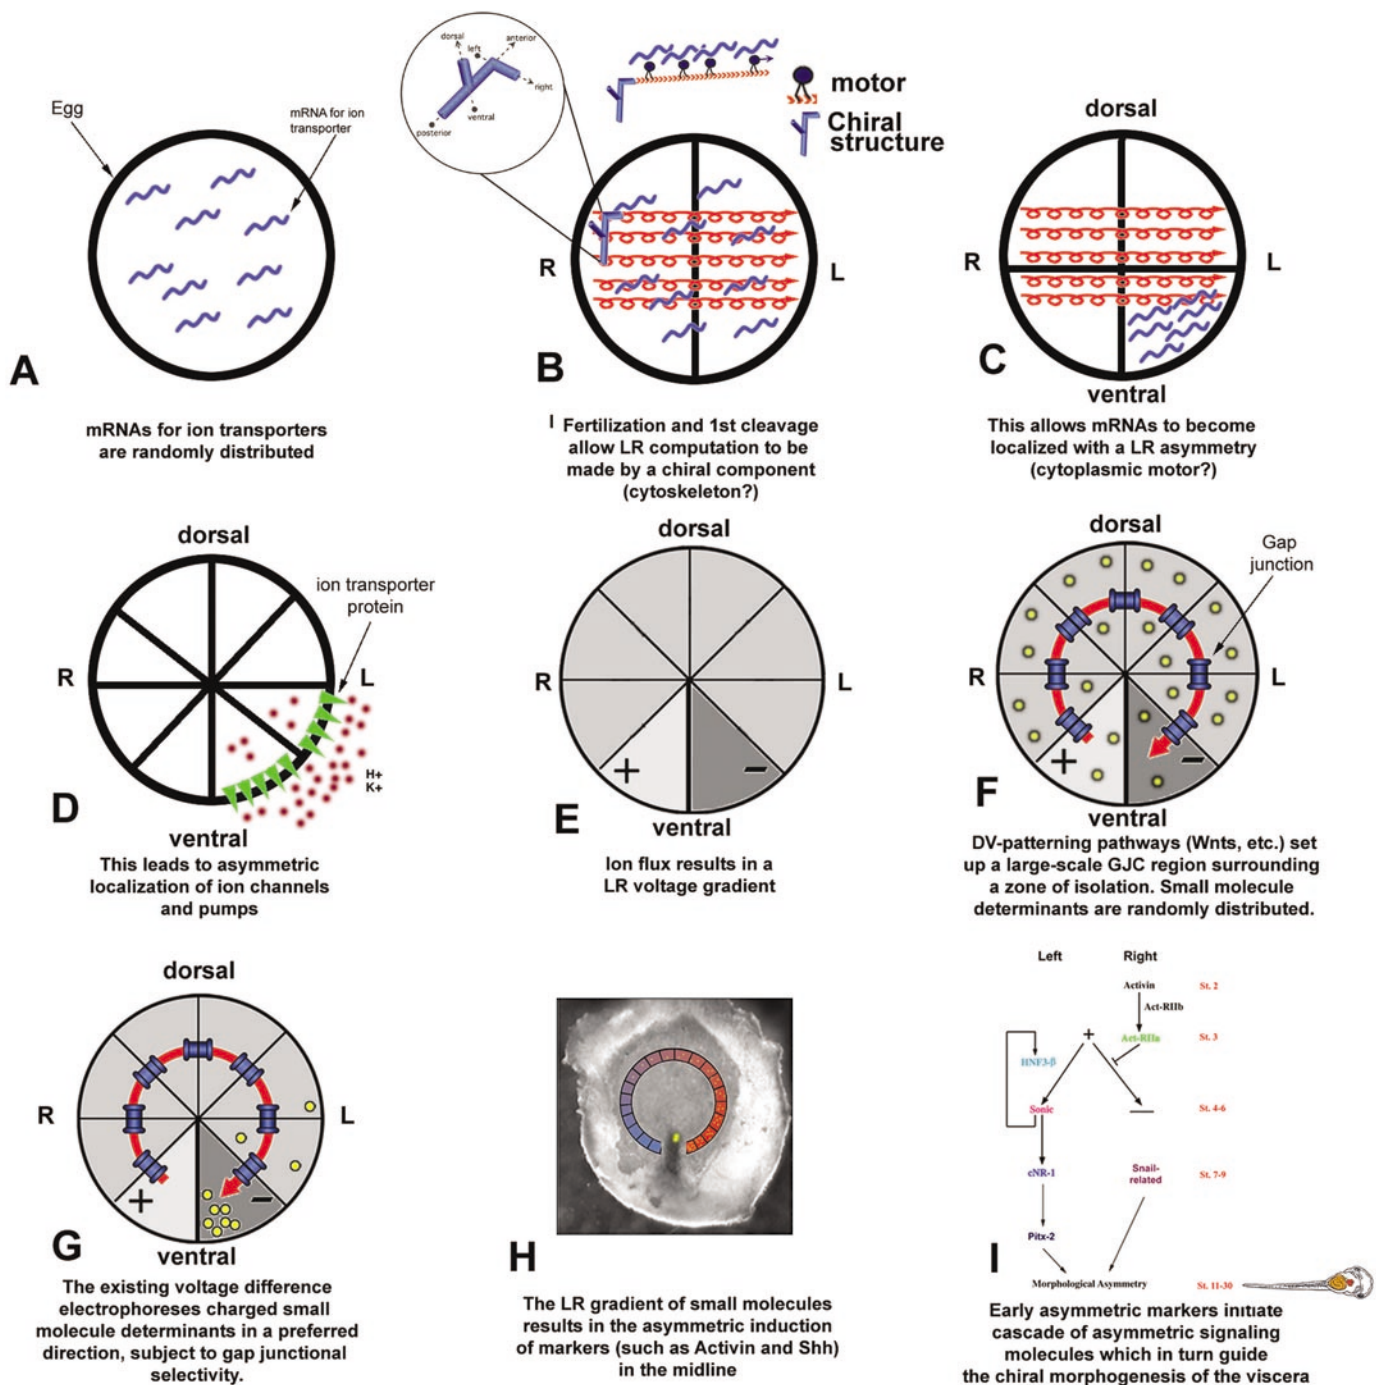 Egg
mRNA for ion
transporter
A
mRNAs for ion transporters
are randomly distributed
dorsal
left
anterior
right
ventral
posterior
motor
Chiral
structure
R
L
B
I Fertilization and 1st cleavage
allow LR computation to be
made by a chiral component
(cytoskeleton?)
dorsal
R
L
C
ventral
This allows mRNAs to become
localized with a LR asymmetry
(cytoplasmic motor?)
dorsal
ion transporter
protein
R
L
H+
K+
D
ventral
This leads to asymmetric
localization of ion channels
and pumps
dorsal
R
L
+
−
E
ventral
Ion flux results in a
LR voltage gradient
dorsal
Gap
junction
R
L
+
−
F
ventral
DV-patterning pathways (Wnts, etc.) set
up a large-scale GJC region surrounding
a zone of isolation. Small molecule
determinants are randomly distributed.
dorsal
R
L
+
−
G
ventral
The existing voltage difference
electrophoreses charged small
molecule determinants in a preferred
direction, subject to gap junctional
selectivity.
H
The LR gradient of small molecules
results in the asymmetric induction
of markers (such as Activin and Shh)
in the midline
Left
Right
Activin
St. 2
Act-RIIb
+
Act-RIIa
St. 3
HNF3-β
Sonic
—
St. 4-6
cNR-1
Snail-
related
St. 7-9
Pitx-2
I
Morphological Asymmetry
St. 11-30
Early asymmetric markers initiate
cascade of asymmetric signaling
molecules which in turn guide
the chiral morphogenesis of the viscera